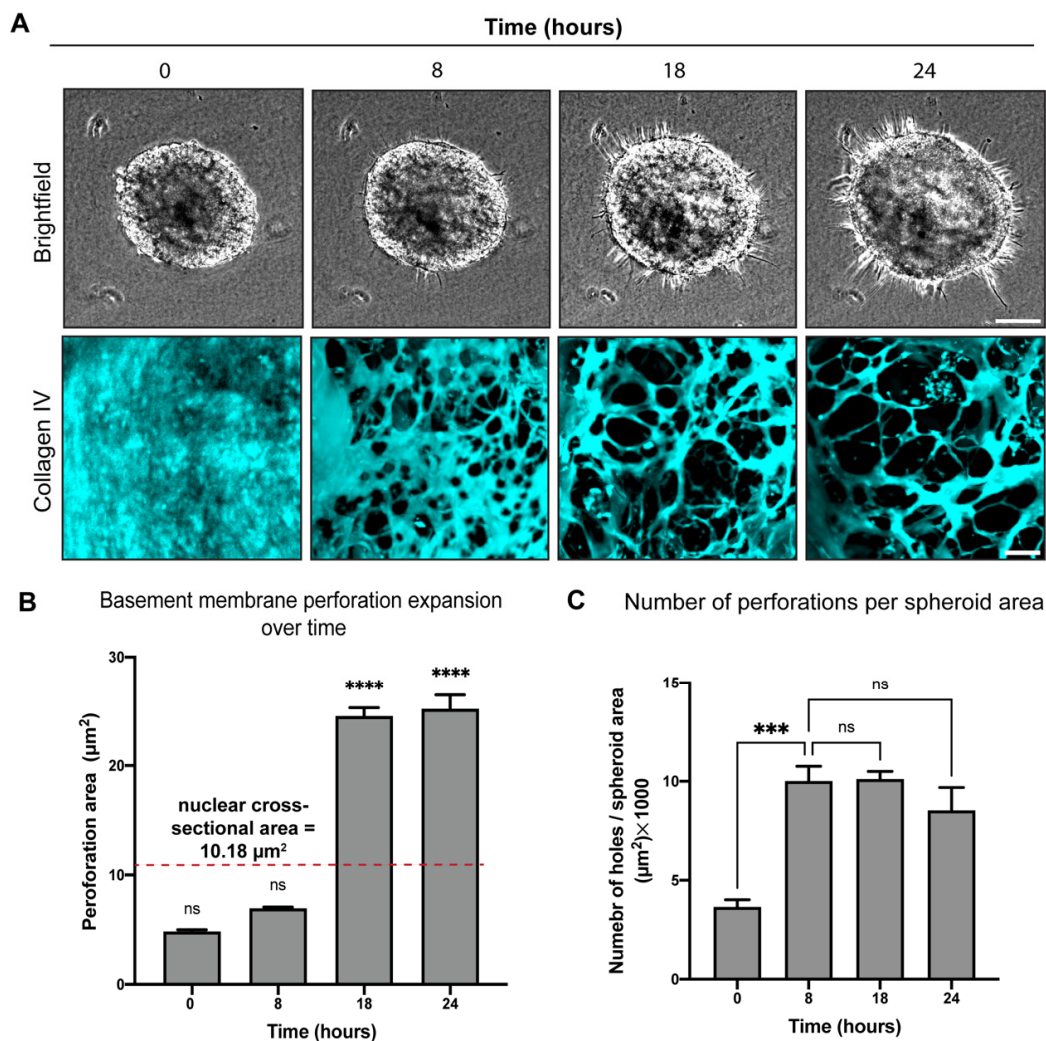 A
Time (hours)
0 8 18 24
Brightfield
Collagen IV
B
Basement membrane perforation expansion
over time
Peroforation area (µm²)
30
20
10
0
**** ****
nuclear cross-
sectional area =
10.18 µm²
ns ns
0 8 18 24
Time (hours)
C
Number of perforations per spheroid area
Numebr of holes / spheroid area
(µm²)×1000
15
10
5
0
ns
*** ns
0 8 18 24
Time (hours)